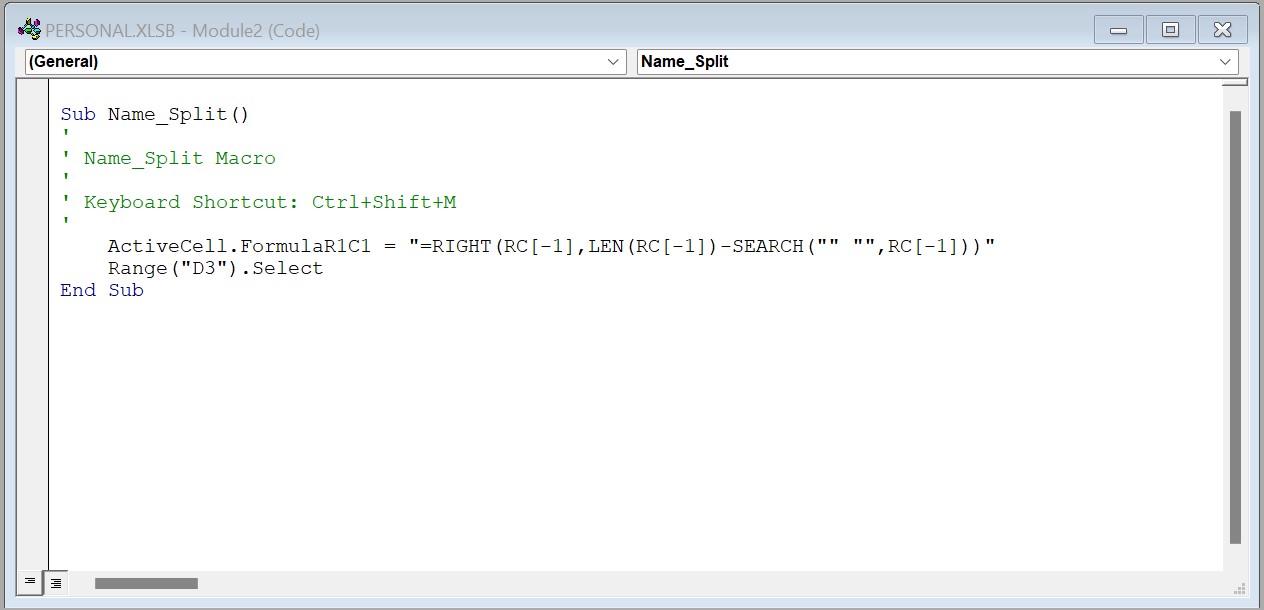 PERSONAL.XLSB - Module2 (Code)
(General)
Name_Split
Sub Name_Split()
'
' Name_Split Macro
'
' Keyboard Shortcut: Ctrl+Shift+M
'
    ActiveCell.FormulaR1C1 = "=RIGHT(RC[-1],LEN(RC[-1])-SEARCH("" "",RC[-1]))"
    Range("D3").Select
End Sub